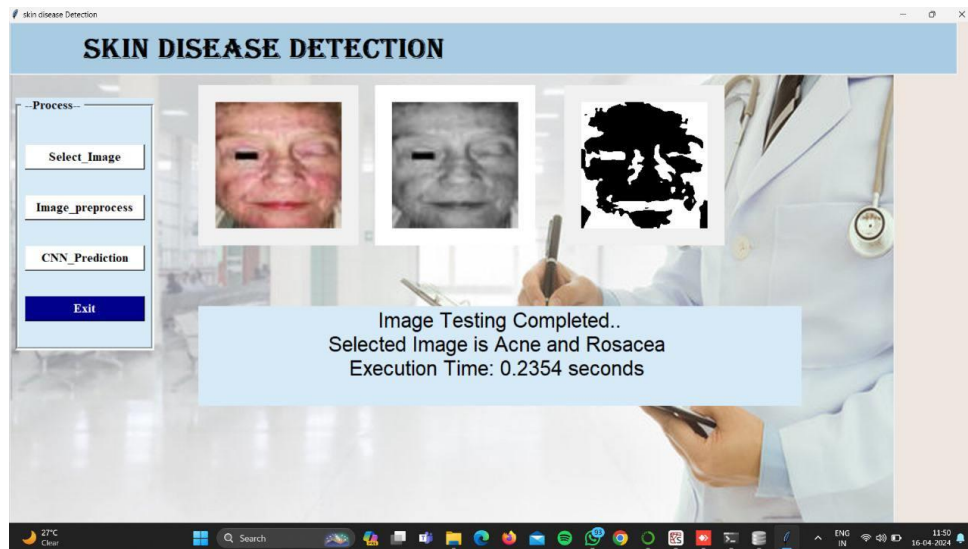 skin disease Detection
SKIN DISEASE DETECTION
--Process--
Select_Image
Image_preprocess
CNN_Prediction
Exit
Image Testing Completed..
Selected Image is Acne and Rosacea
Execution Time: 0.2354 seconds
27°C
Clear
Search
ENG
IN
11:50
16-04-2024